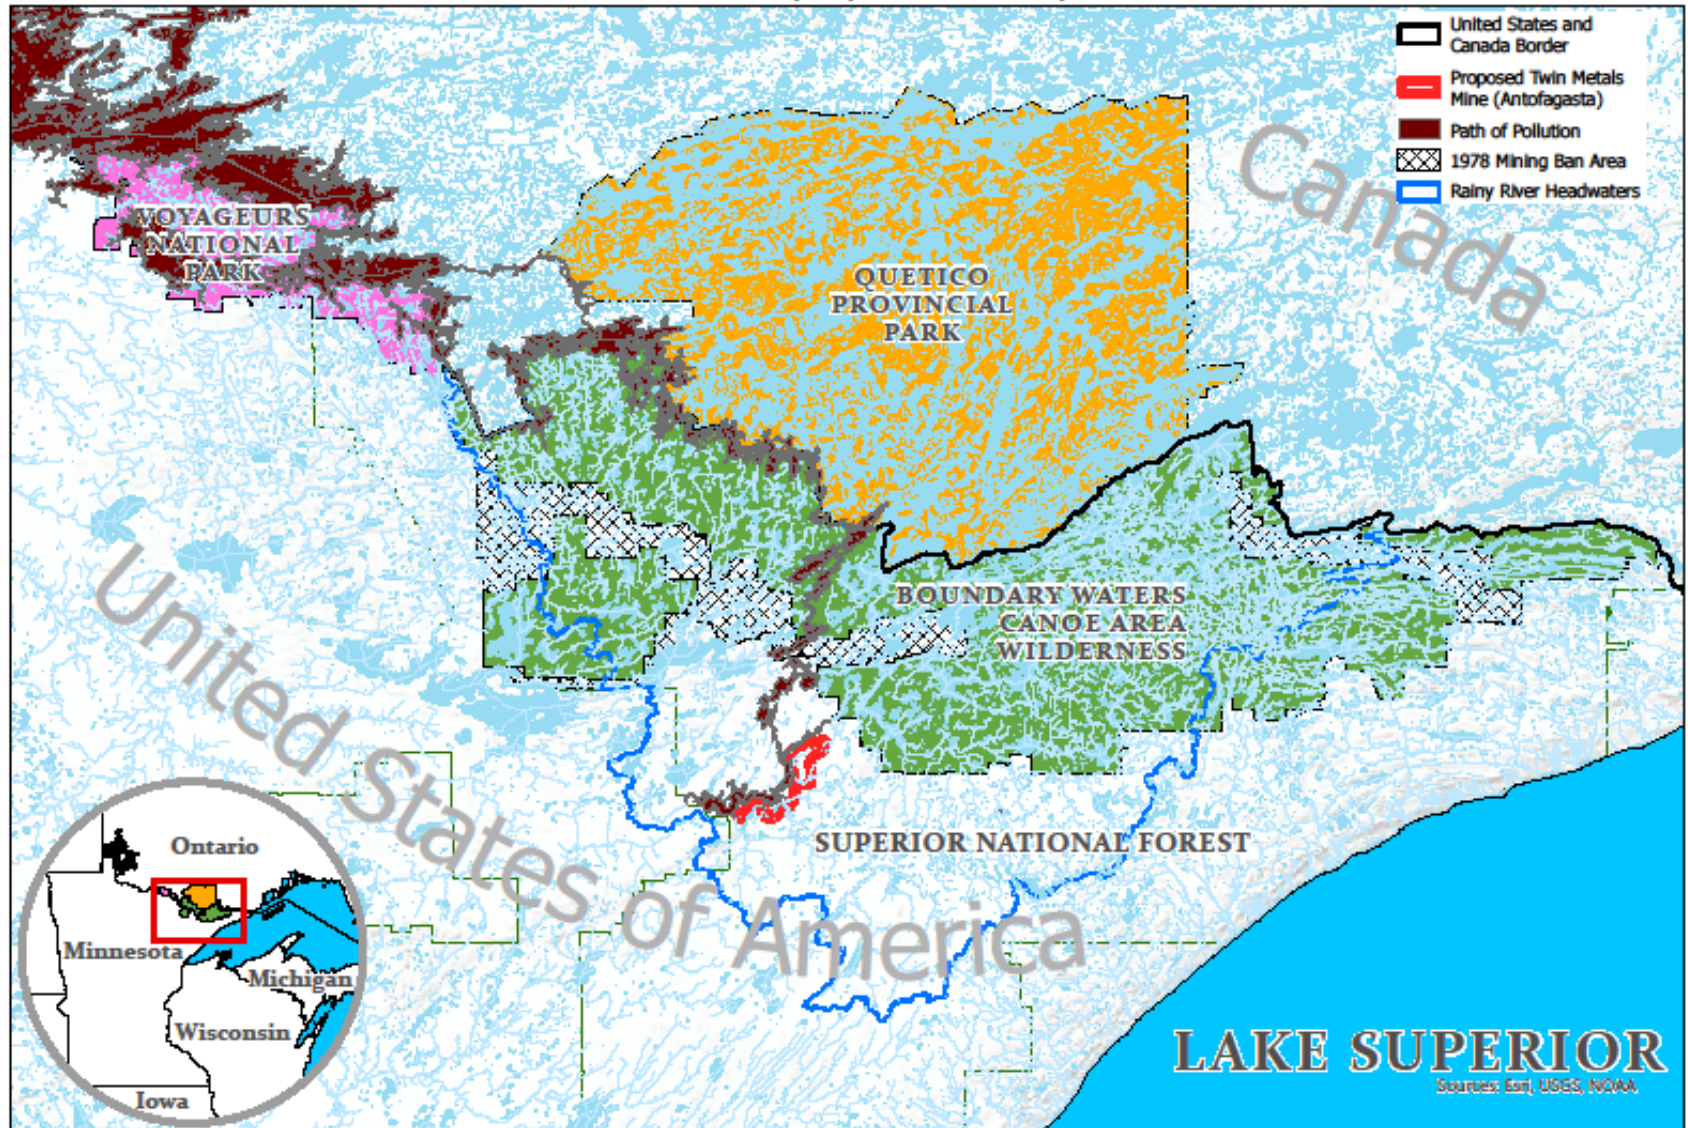 United States and
Canada Border
Proposed Twin Metals
Mine (Antofagasta)
Path of Pollution
1978 Mining Ban Area
Rainy River Headwaters
Canada
VOYAGEURS
NATIONAL
PARK
QUETICO
PROVINCIAL
PARK
BOUNDARY WATERS
CANOE AREA
WILDERNESS
United States of America
SUPERIOR NATIONAL FOREST
Ontario
Minnesota
Michigan
Wisconsin
Iowa
LAKE SUPERIOR
Sources: Esri, USGS, NOAA